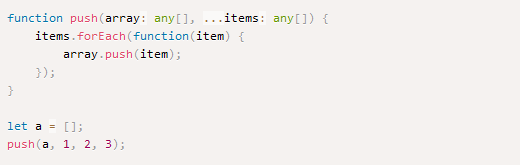 function push(array: any[], ...items: any[]) {
    items.forEach(function(item) {
        array.push(item);
    });
}

let a = [];
push(a, 1, 2, 3);